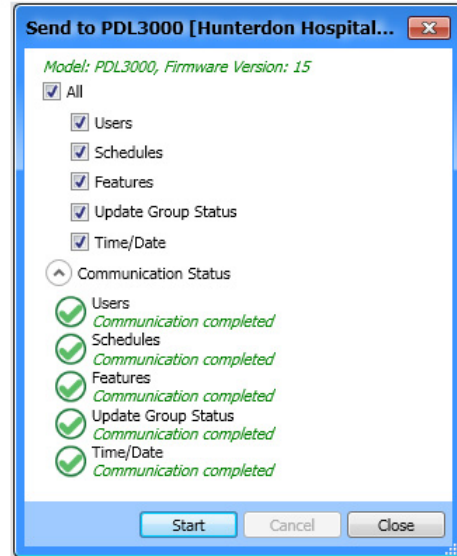 Send to PDL3000 [Hunterdon Hospital...
Model: PDL3000, Firmware Version: 15
All
Users
Schedules
Features
Update Group Status
Time/Date
Communication Status
Users
Communication completed
Schedules
Communication completed
Features
Communication completed
Update Group Status
Communication completed
Time/Date
Communication completed
Start Cancel Close